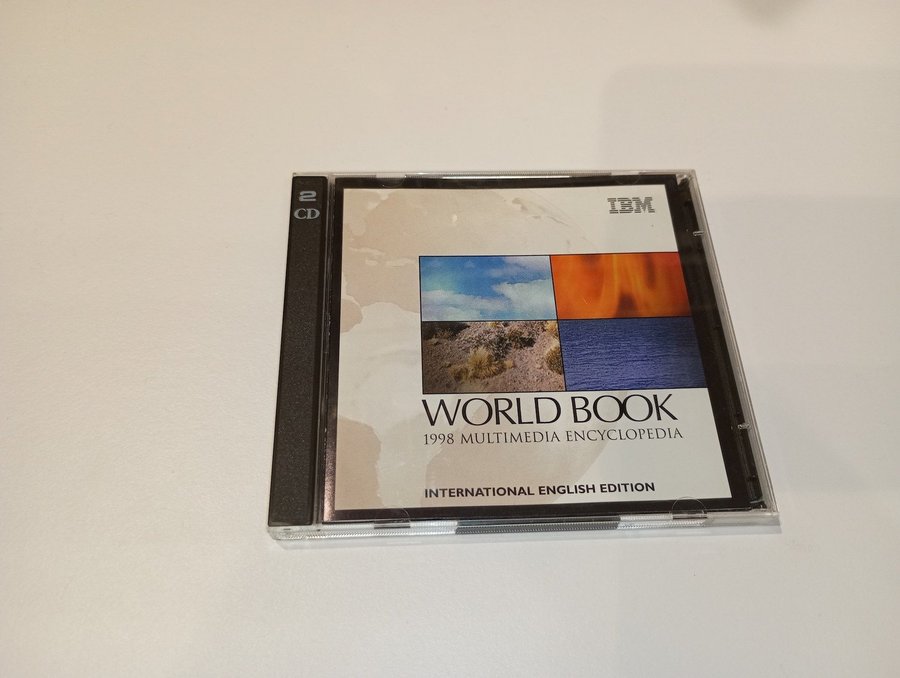 2
CD
IBM
WORLD BOOK
1998 MULTIMEDIA ENCYCLOPEDIA
INTERNATIONAL ENGLISH EDITION